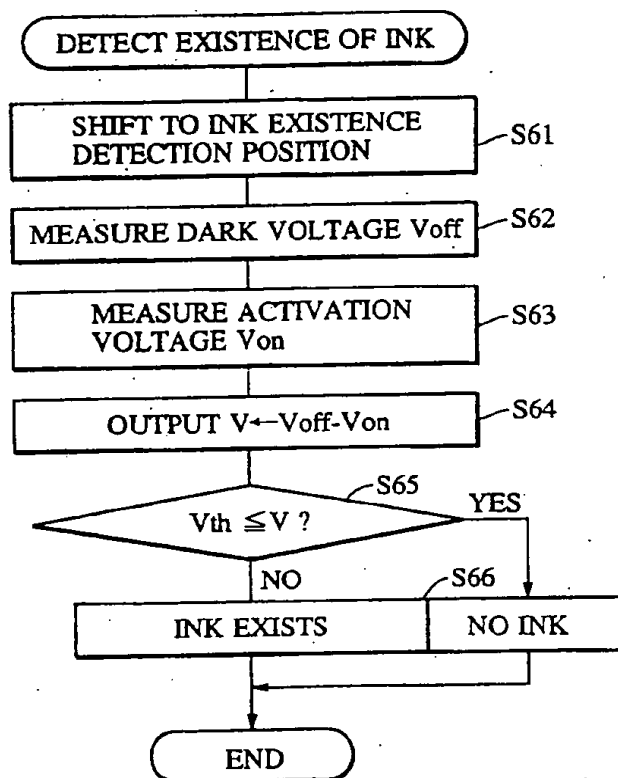 DETECT EXISTENCE OF INK
SHIFT TO INK EXISTENCE
DETECTION POSITION
S61
MEASURE DARK VOLTAGE Voff
S62
MEASURE ACTIVATION
VOLTAGE Von
S63
OUTPUT V←Voff-Von
S64
S65
Vth ≦V ?
YES
NO
S66
INK EXISTS
NO INK
END